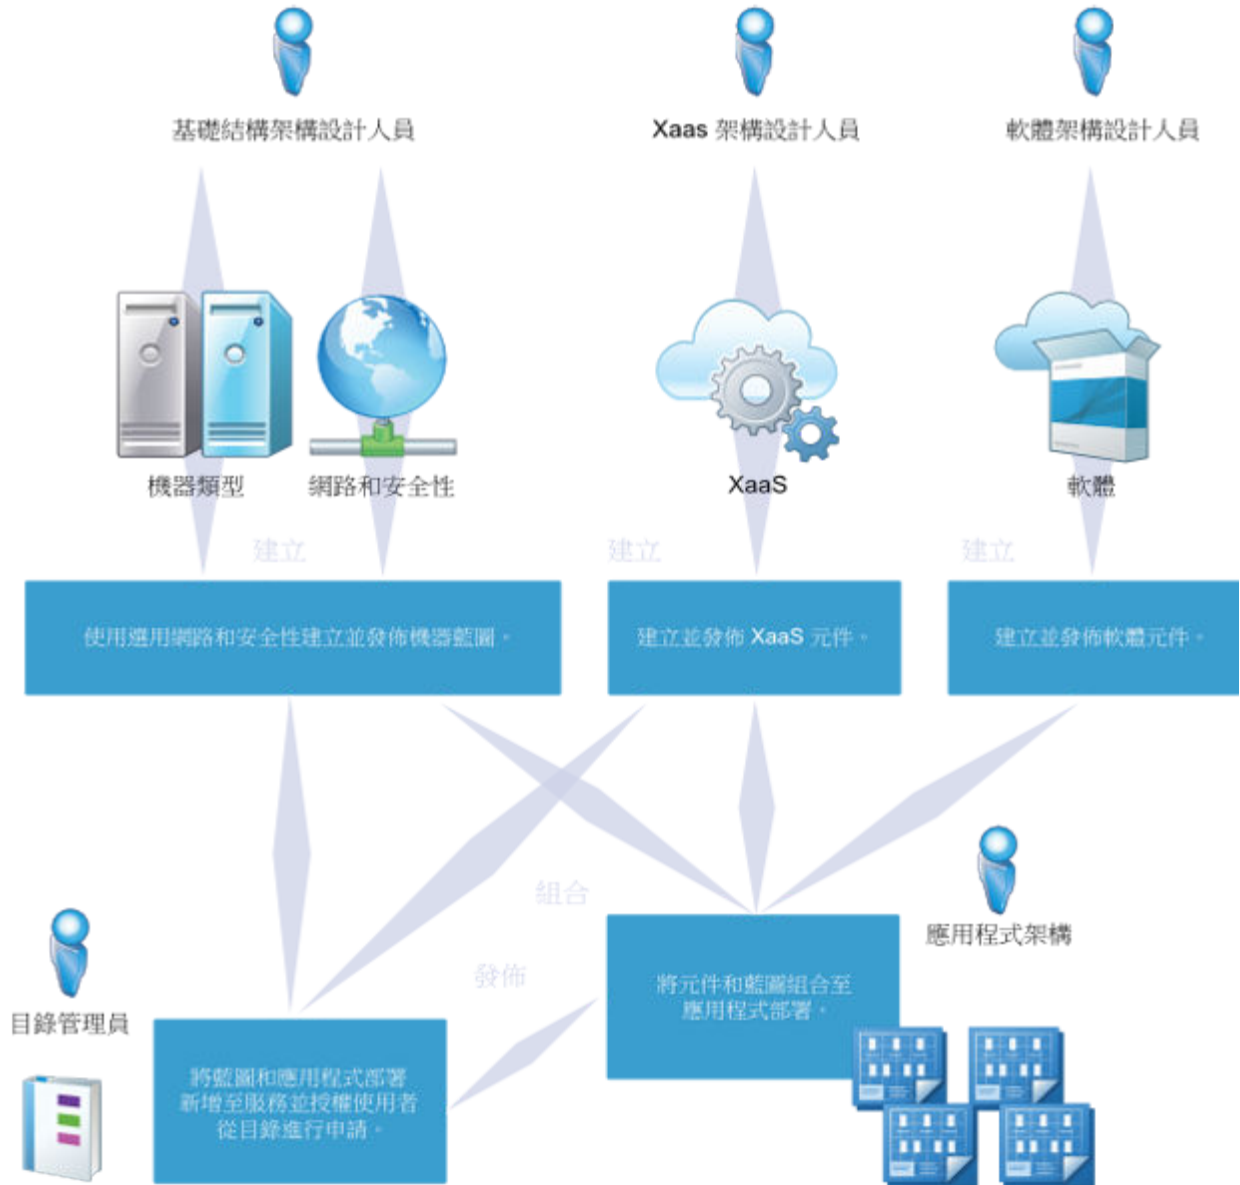 基礎結構架構設計人員
Xaas 架構設計人員
軟體架構設計人員
機器類型
網路和安全性
XaaS
軟體
建立
建立
建立
使用選用網路和安全性建立並發佈機器藍圖。
建立並發佈 XaaS 元件。
建立並發佈軟體元件。
組合
應用程式架構
發佈
將元件和藍圖組合至
應用程式部署。
目錄管理員
將藍圖和應用程式部署
新增至服務並授權使用者
從目錄進行申請。